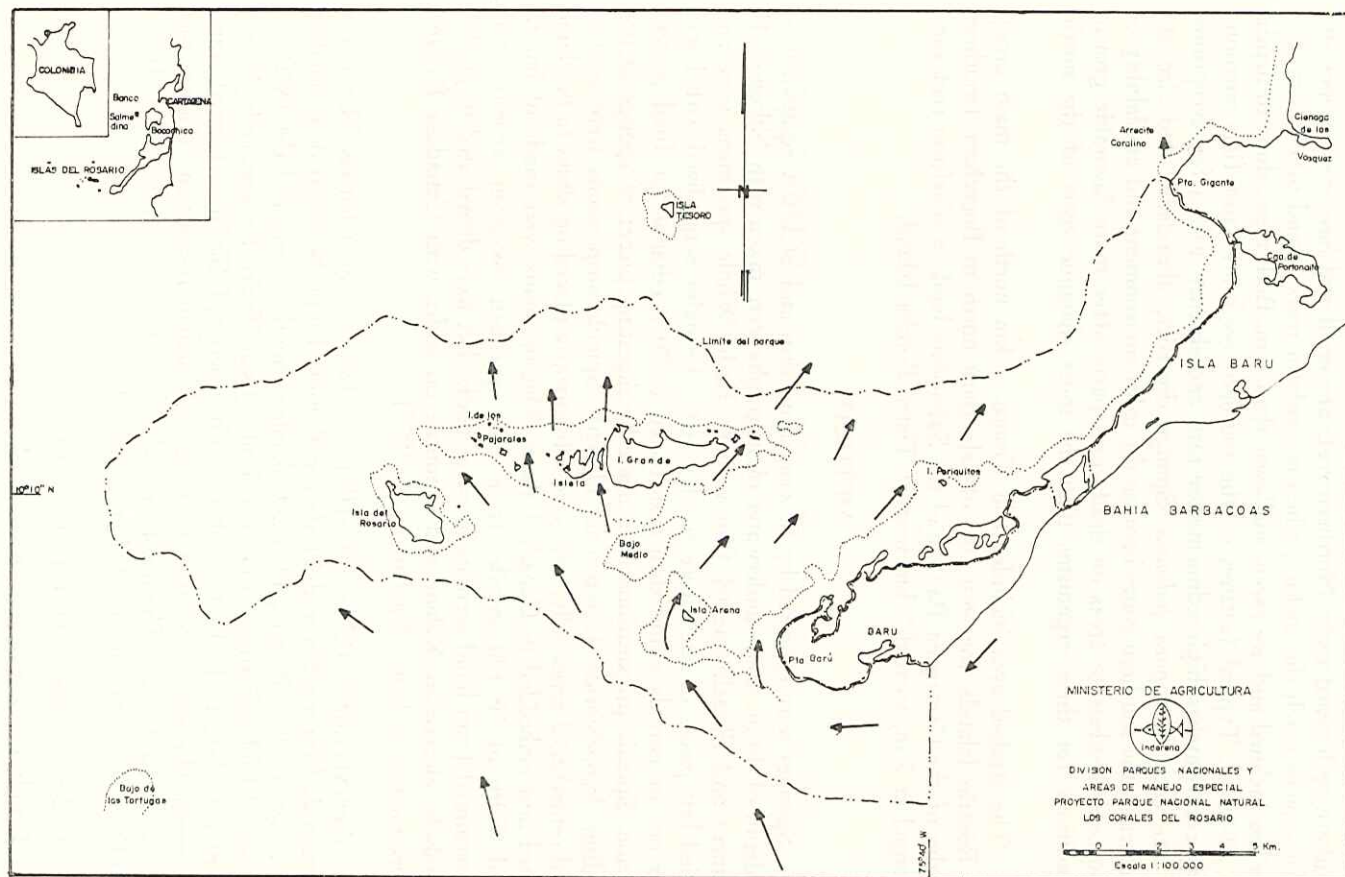 COLOMBIA
CARTAGENA
Banco
Salme
dina
Bocachica
ISLAS DEL ROSARIO
N
ISLA
TESORO
Arrecife
Coralino
Cienaga
de los
Vasquez
Pta. Gigante
Cga. de
Portonaito
Limite del parque
ISLA BARU
I. de los
Pajarales
I. Grande
Isleta
I. Periquitos
10°10'' N
Isla del
Rosario
BAHIA BARBACOAS
Bajo
Medio
Isla Arena
BARU
Pta Barú
Bajo de
las Tortugas
75°40' W
MINISTERIO DE AGRICULTURA
Inderena
DIVISION PARQUES NACIONALES Y
AREAS DE MANEJO ESPECIAL
PROYECTO PARQUE NACIONAL NATURAL
LOS CORALES DEL ROSARIO
1 0 1 2 3 4 5 Km.
Escala 1:100.000